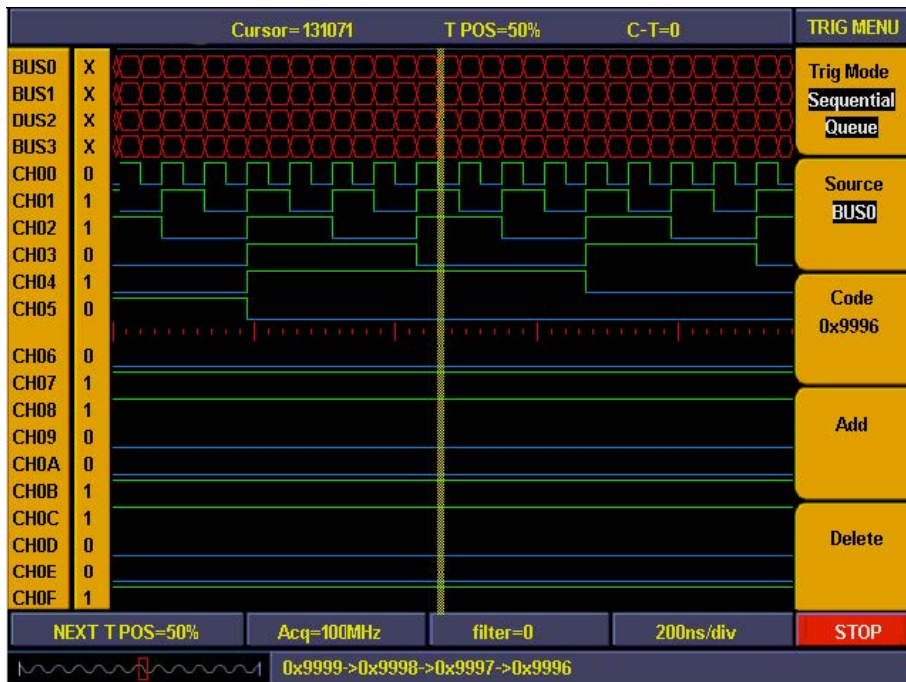 Cursor=131071 T POS=50% C-T=0 TRIG MENU
BUS0 X
BUS1 X
DUS2 X
BUS3 X
CH00 0
CH01 1
CH02 1
CH03 0
CH04 1
CH05 0
CH06 0
CH07 1
CH08 1
CH09 0
CH0A 0
CH0B 1
CH0C 1
CH0D 0
CH0E 0
CH0F 1
Trig Mode
Sequential
Queue
Source
BUS0
Code
0x9996
Add
Delete
NEXT T POS=50% Acq=100MHz filter=0 200ns/div STOP
0x9999->0x9998->0x9997->0x9996